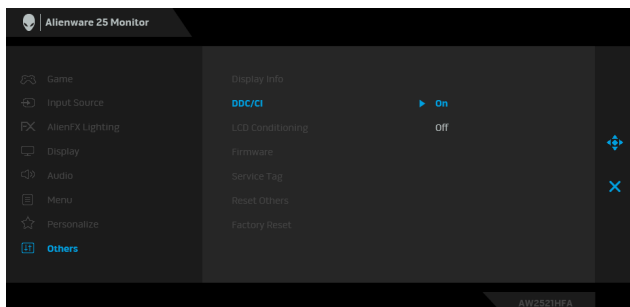 Alienware 25 Monitor
Game
Input Source
AlienFX Lighting
Display
Audio
Menu
Personalize
Others
Display Info
DDC/CI On
LCD Conditioning Off
Firmware
Service Tag
Reset Others
Factory Reset
AW2521HFA